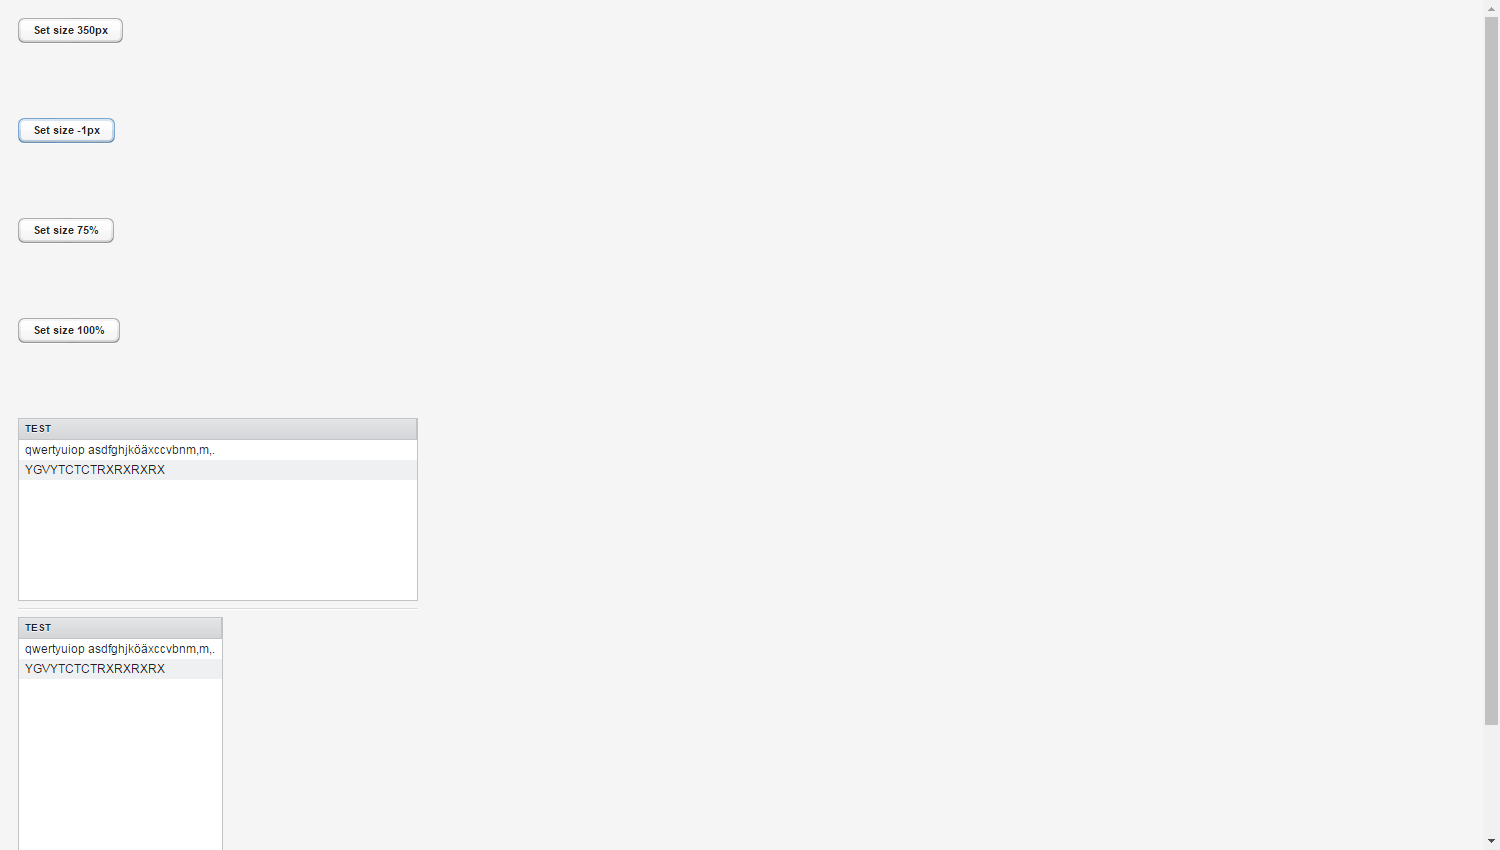 Set size 350px
Set size -1px
Set size 75%
Set size 100%
TEST
qwertyuiop asdfghjköäxccvbnm,m,.
YGVYTCTCTRXRXRXRX
TEST
qwertyuiop asdfghjköäxccvbnm,m,.
YGVYTCTCTRXRXRXRX